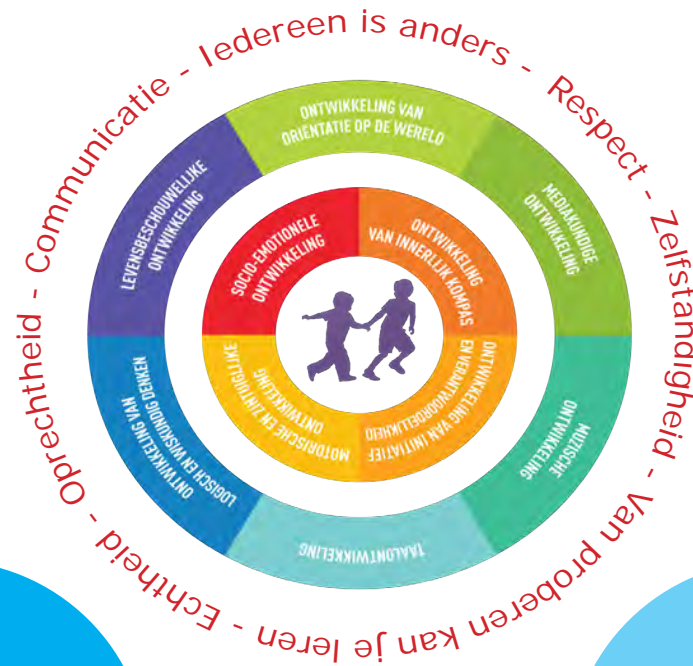 Communicatie - Iedereen is anders - Respect - Zelfstandigheid - Van proberen kan je leren - Echtheid - Oprechtheid -
ONTWIKKELING VAN
ORIËNTATIE OP DE WERELD
MEDIAKUNDIGE
ONTWIKKELING
MUZISCHE
ONTWIKKELING
TAALONTWIKKELING
ONTWIKKELING VAN
LOGISCH EN WISKUNDIG DENKEN
LEVENSBESCHOUWELIJKE
ONTWIKKELING
SOCIO-EMOTIONELE
ONTWIKKELING
ONTWIKKELING
VAN INNERLIJK KOMPAS
ONTWIKKELING VAN INITIATIEF
EN VERANTWOORDELIJKHEID
MOTORISCHE EN ZINTUIGLIJKE
ONTWIKKELING